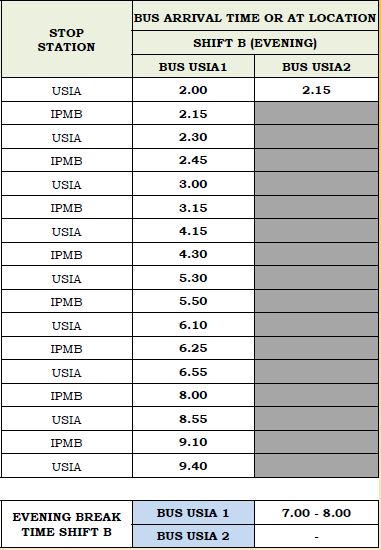 STOP STATION
BUS ARRIVAL TIME OR AT LOCATION
SHIFT B (EVENING)
BUS USIA1 BUS USIA2
USIA 2.00 2.15
IPMB 2.15
USIA 2.30
IPMB 2.45
USIA 3.00
IPMB 3.15
USIA 4.15
IPMB 4.30
USIA 5.30
IPMB 5.50
USIA 6.10
IPMB 6.25
USIA 6.55
IPMB 8.00
USIA 8.55
IPMB 9.10
USIA 9.40
EVENING BREAK TIME SHIFT B
BUS USIA 1 7.00 - 8.00
BUS USIA 2 -